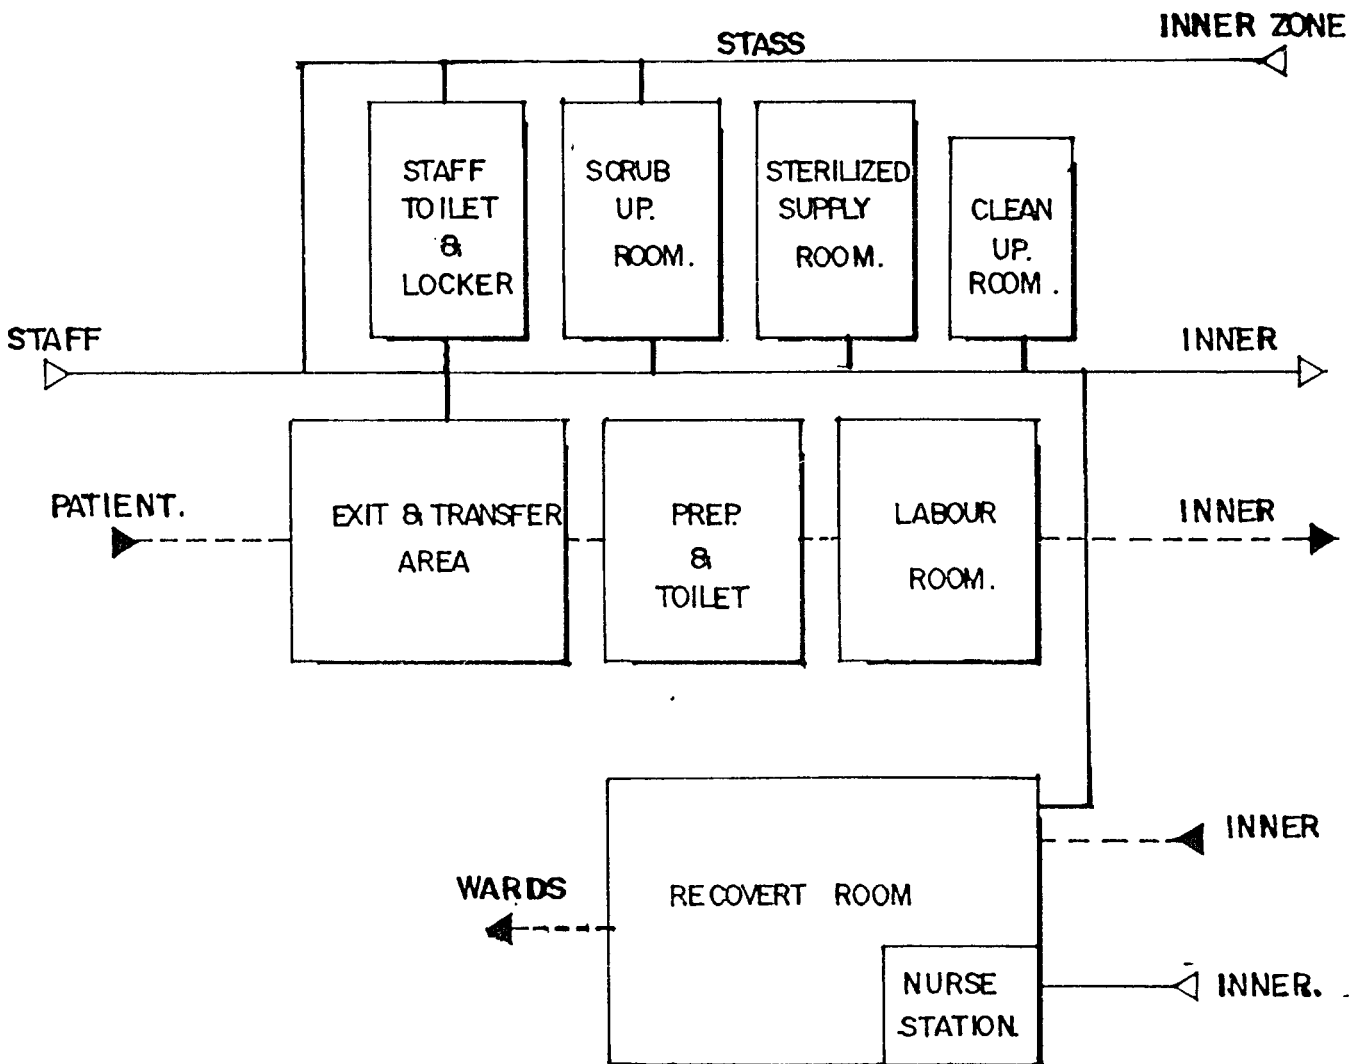 INNER ZONE
STASS
STAFF
TOILET
&
LOCKER
SCRUB
UP.
ROOM.
STERILIZED
SUPPLY
ROOM.
CLEAN
UP.
ROOM.
STAFF
INNER
PATIENT.
EXIT & TRANSFER
AREA
PREP.
&
TOILET
LABOUR
ROOM.
INNER
INNER
WARDS
RECOVERT ROOM
NURSE
STATION.
INNER.